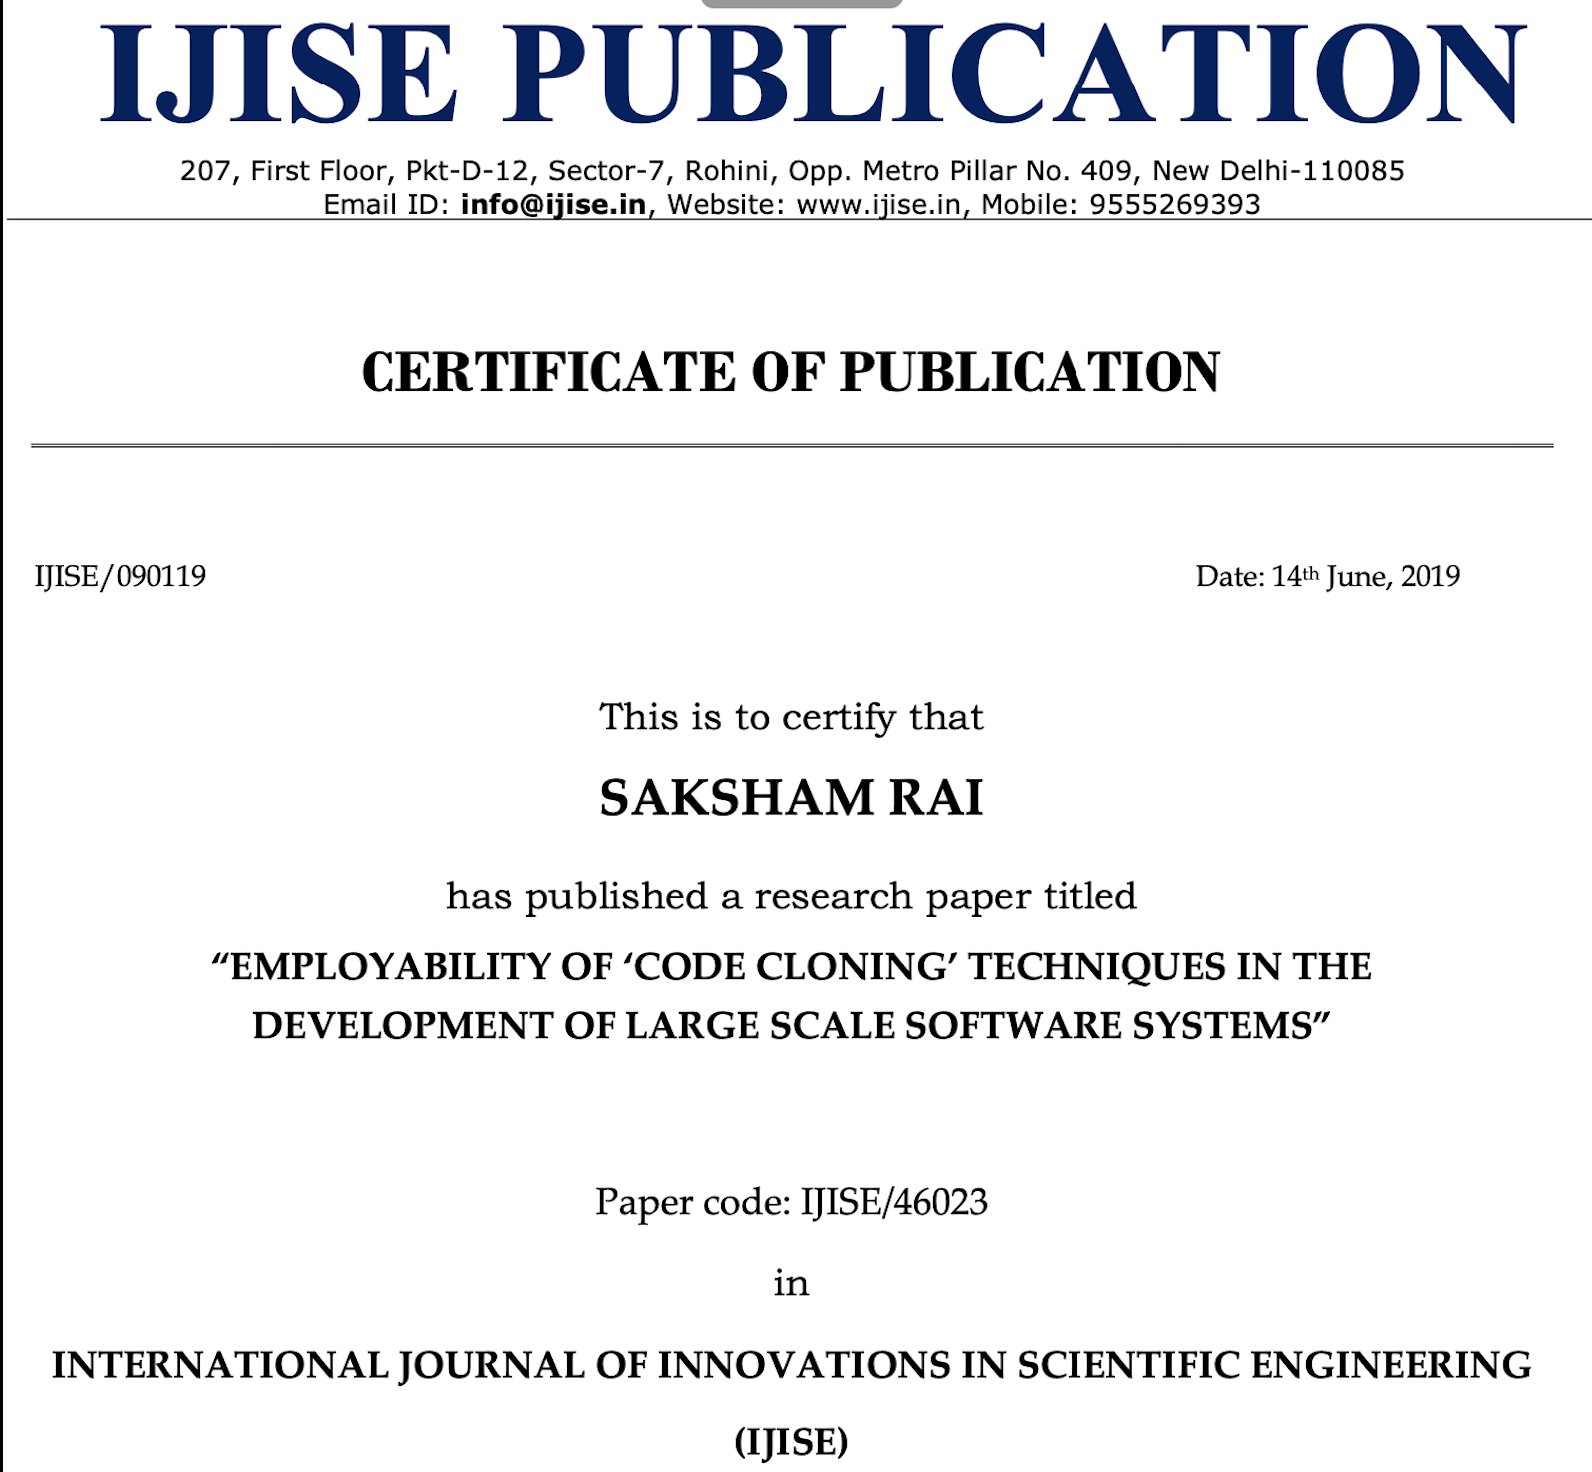 IJISE PUBLICATION
207, First Floor, Pkt-D-12, Sector-7, Rohini, Opp. Metro Pillar No. 409, New Delhi-110085
Email ID: info@ijise.in, Website: www.ijise.in, Mobile: 9555269393
CERTIFICATE OF PUBLICATION
IJISE/090119 Date: 14th June, 2019
This is to certify that
SAKSHAM RAI
has published a research paper titled
“EMPLOYABILITY OF ‘CODE CLONING’ TECHNIQUES IN THE
DEVELOPMENT OF LARGE SCALE SOFTWARE SYSTEMS”
Paper code: IJISE/46023
in
INTERNATIONAL JOURNAL OF INNOVATIONS IN SCIENTIFIC ENGINEERING
(IJISE)